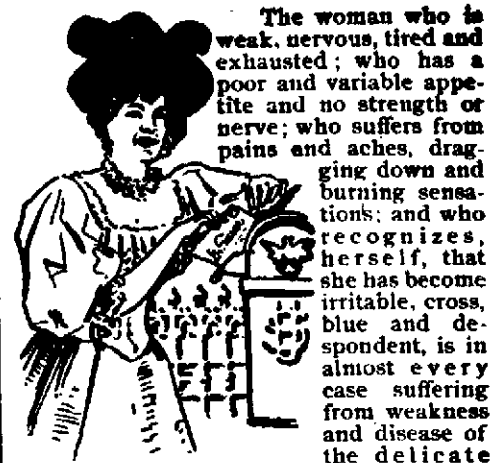 The woman who is
weak, nervous, tired and
exhausted; who has a
poor and variable appe-
tite and no strength or
nerve; who suffers from
pains and aches, drag-
ging down and
burning sensa-
tions; and who
recognizes,
herself, that
she has become
irritable, cross,
blue and de-
spondent, is in
almost every
case suffering
from weakness
and disease of
the delicate